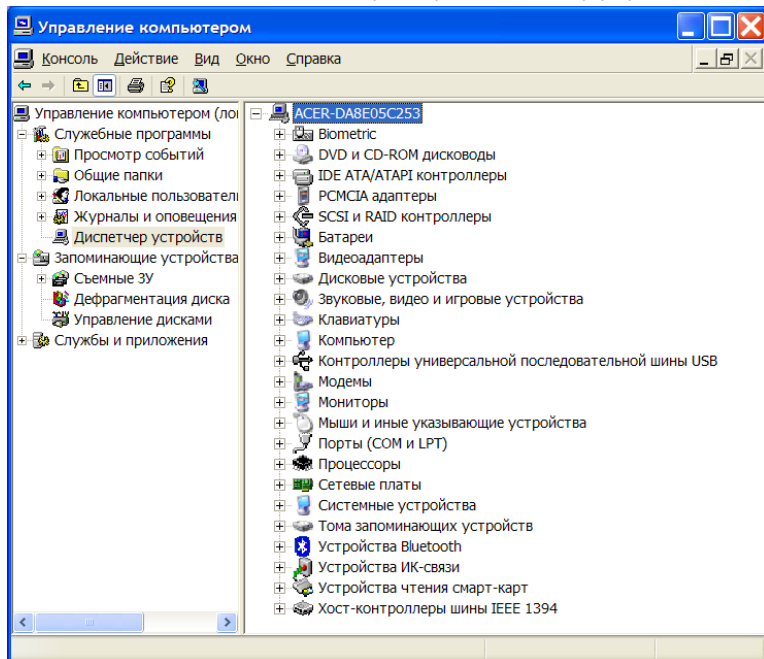 Управление компьютером
Консоль Действие Вид Окно Справка
Управление компьютером (ло
Служебные программы
Просмотр событий
Общие папки
Локальные пользовател
Журналы и оповещения
Диспетчер устройств
Запоминающие устройства
Съемные ЗУ
Дефрагментация диска
Управление дисками
Службы и приложения
ACER-DA8E05C253
Biometric
DVD и CD-ROM дисководы
IDE ATA/ATAPI контроллеры
PCMCIA адаптеры
SCSI и RAID контроллеры
Батареи
Видеоадаптеры
Дисковые устройства
Звуковые, видео и игровые устройства
Клавиатуры
Компьютер
Контроллеры универсальной последовательной шины USB
Модемы
Мониторы
Мыши и иные указывающие устройства
Порты (COM и LPT)
Процессоры
Сетевые платы
Системные устройства
Тома запоминающих устройств
Устройства Bluetooth
Устройства ИК-связи
Устройства чтения смарт-карт
Хост-контроллеры шины IEEE 1394